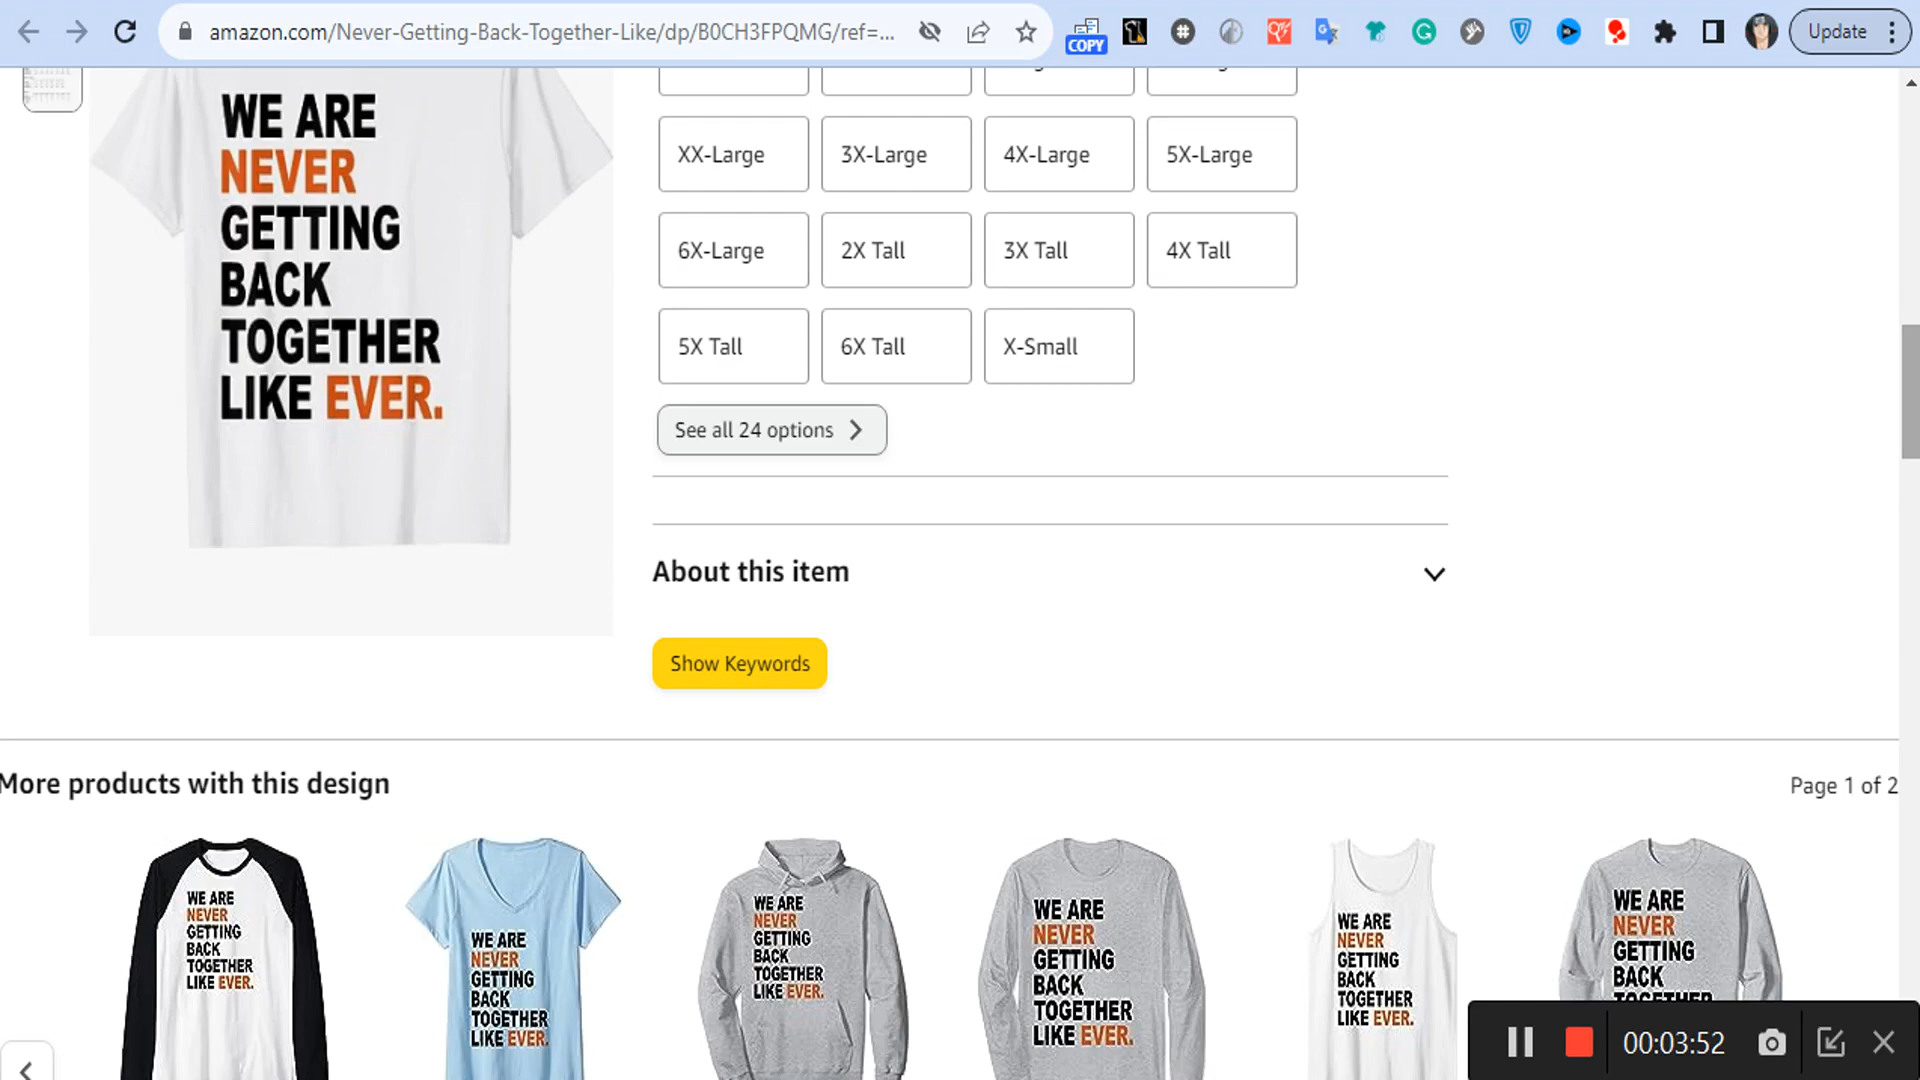 amazon.com/Never-Getting-Back-Together-Like/dp/B0CH3FPQMG/ref=...
COPY
Update
WE ARE
NEVER
GETTING
BACK
TOGETHER
LIKE EVER.
XX-Large
3X-Large
4X-Large
5X-Large
6X-Large
2X Tall
3X Tall
4X Tall
5X Tall
6X Tall
X-Small
See all 24 options
About this item
Show Keywords
More products with this design
Page 1 of 2
WE ARE
NEVER
GETTING
BACK
TOGETHER
LIKE EVER.
WE ARE
NEVER
GETTING
BACK
TOGETHER
LIKE EVER.
WE ARE
NEVER
GETTING
BACK
TOGETHER
LIKE EVER.
WE ARE
NEVER
GETTING
BACK
TOGETHER
LIKE EVER.
WE ARE
NEVER
GETTING
BACK
TOGETHER
LIKE EVER.
WE ARE
NEVER
GETTING
BACK
TOGETHER
00:03:52